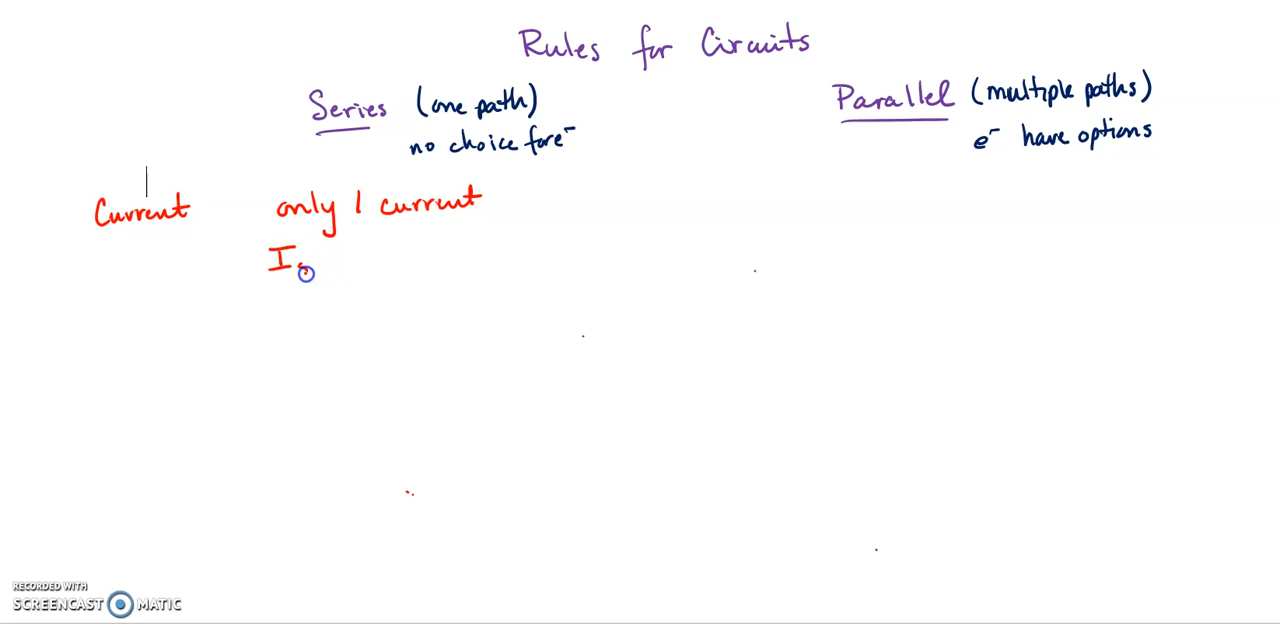 Rules for Circuits
Series (one path)
no choice for e⁻
Parallel (multiple paths)
e⁻ have options
Current only 1 current
I
RECORDED WITH
SCREENCAST MATIC